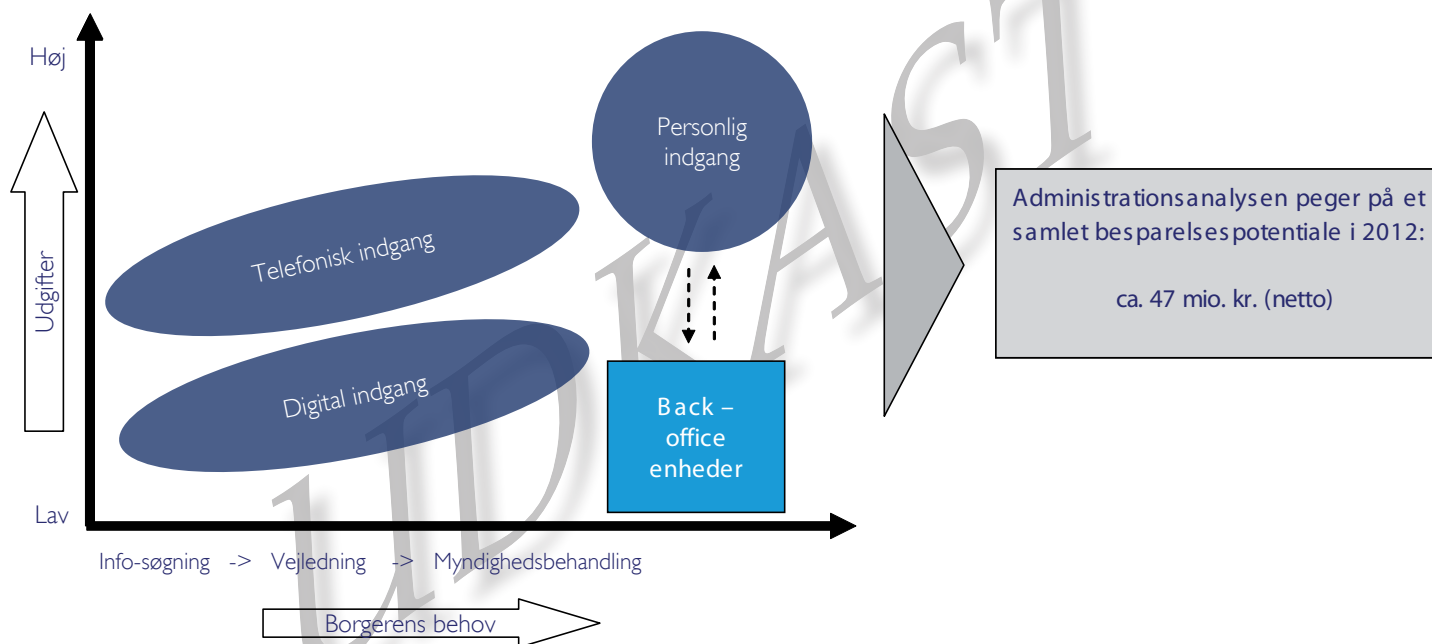 Høj
Udgifter
Lav
Telefonisk indgang
Digital indgang
Personlig
indgang
Back –
office
enheder
Info-søgning -> Vejledning -> Myndighedsbehandling
Borgerens behov
Administrationsanalysen peger på et
samlet besparelsespotentiale i 2012:
ca. 47 mio. kr. (netto)
UDKAST